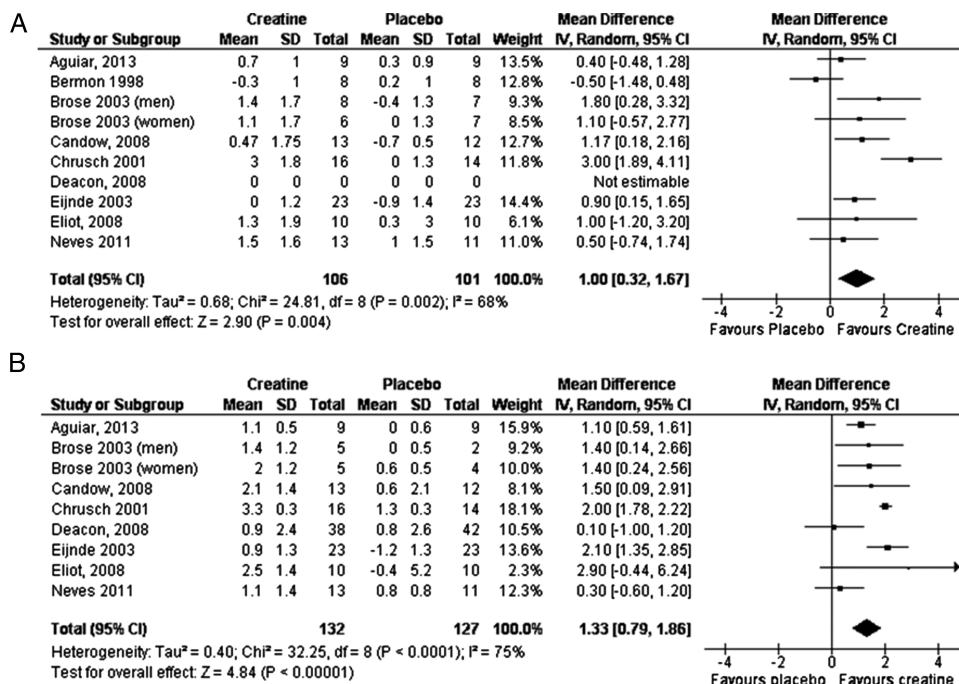 A
Creatine Placebo Mean Difference Mean Difference
Study or Subgroup Mean SD Total Mean SD Total Weight IV, Random, 95% CI IV, Random, 95% CI
Aguiar, 2013 0.7 1 9 0.3 0.9 9 13.5% 0.40 [-0.48, 1.28]
Bermon 1998 -0.3 1 8 0.2 1 8 12.8% -0.50 [-1.48, 0.48]
Brose 2003 (men) 1.4 1.7 8 -0.4 1.3 7 9.3% 1.80 [0.28, 3.32]
Brose 2003 (women) 1.1 1.7 6 0 1.3 7 8.5% 1.10 [-0.57, 2.77]
Candow, 2008 0.47 1.75 13 -0.7 0.5 12 12.7% 1.17 [0.18, 2.16]
Chrusch 2001 3 1.8 16 0 1.3 14 11.8% 3.00 [1.89, 4.11]
Deacon, 2008 0 0 0 0 0 0 Not estimable
Eijnde 2003 0 1.2 23 -0.9 1.4 23 14.4% 0.90 [0.15, 1.65]
Eliot, 2008 1.3 1.9 10 0.3 3 10 6.1% 1.00 [-1.20, 3.20]
Neves 2011 1.5 1.6 13 1 1.5 11 11.0% 0.50 [-0.74, 1.74]
Total (95% CI) 106 101 100.0% 1.00 [0.32, 1.67]
Heterogeneity: Tau² = 0.68; Chi² = 24.81, df = 8 (P = 0.002); I² = 68%
Test for overall effect: Z = 2.90 (P = 0.004)
-4 -2 0 2 4
Favours Placebo Favours Creatine
B
Creatine Placebo Mean Difference Mean Difference
Study or Subgroup Mean SD Total Mean SD Total Weight IV, Random, 95% CI IV, Random, 95% CI
Aguiar, 2013 1.1 0.5 9 0 0.6 9 15.9% 1.10 [0.59, 1.61]
Brose 2003 (men) 1.4 1.2 5 0 0.5 2 9.2% 1.40 [0.14, 2.66]
Brose 2003 (women) 2 1.2 5 0.6 0.5 4 10.0% 1.40 [0.24, 2.56]
Candow, 2008 2.1 1.4 13 0.6 2.1 12 8.1% 1.50 [0.09, 2.91]
Chrusch 2001 3.3 0.3 16 1.3 0.3 14 18.1% 2.00 [1.78, 2.22]
Deacon, 2008 0.9 2.4 38 0.8 2.6 42 10.5% 0.10 [-1.00, 1.20]
Eijnde 2003 0.9 1.3 23 -1.2 1.3 23 13.6% 2.10 [1.35, 2.85]
Eliot, 2008 2.5 1.4 10 -0.4 5.2 10 2.3% 2.90 [-0.44, 6.24]
Neves 2011 1.1 1.4 13 0.8 0.8 11 12.3% 0.30 [-0.60, 1.20]
Total (95% CI) 132 127 100.0% 1.33 [0.79, 1.86]
Heterogeneity: Tau² = 0.40; Chi² = 32.25, df = 8 (P < 0.0001); I² = 75%
Test for overall effect: Z = 4.84 (P < 0.00001)
-4 -2 0 2 4
Favours placebo Favours creatine